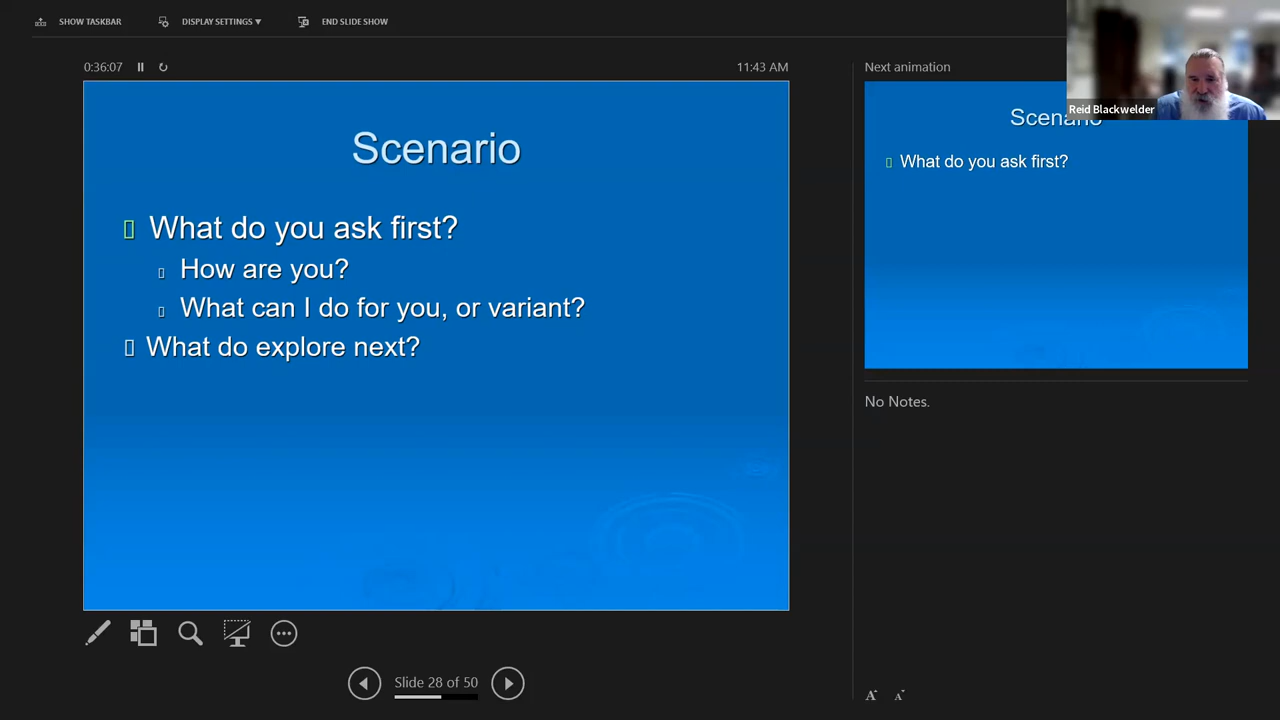 SHOW TASKBAR
DISPLAY SETTINGS
END SLIDE SHOW
0:36:07
11:43 AM
Scenario
What do you ask first?
How are you?
What can I do for you, or variant?
What do explore next?
Slide 28 of 50
Next animation
Reid Blackwelder
Scenario
What do you ask first?
No Notes.
A A